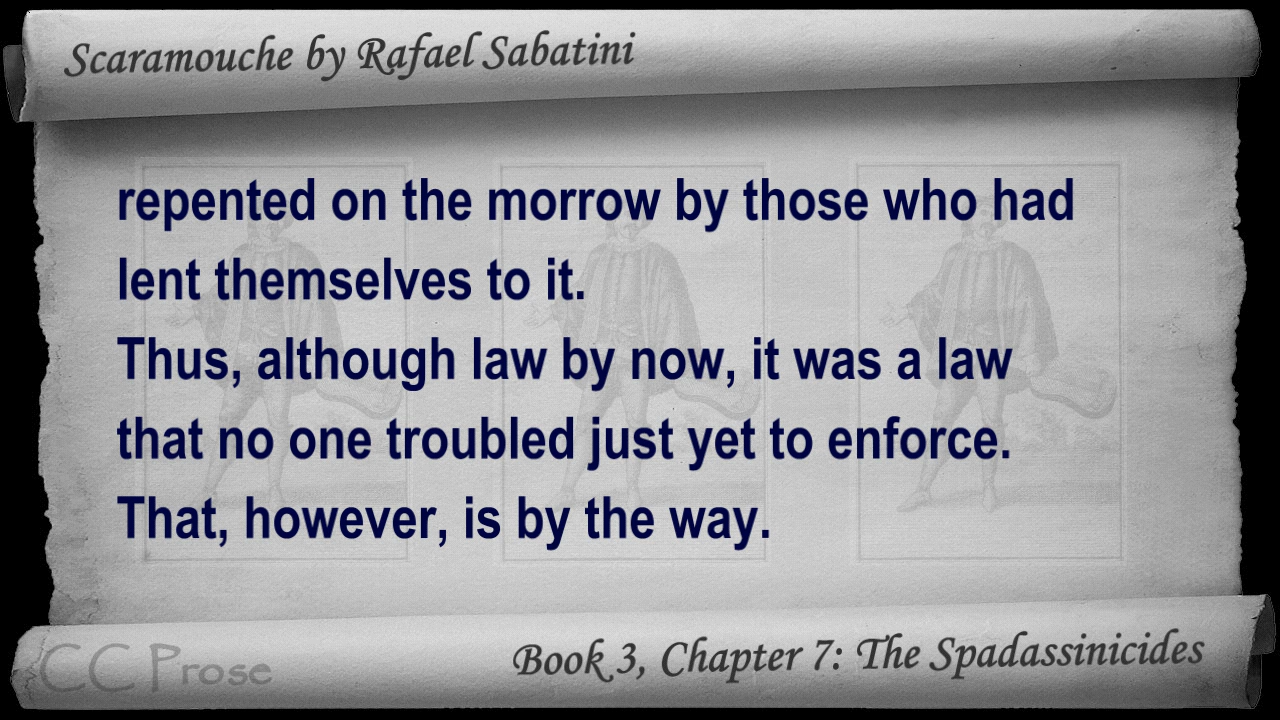 Scaramouche by Rafael Sabatini
repented on the morrow by those who had
lent themselves to it.
Thus, although law by now, it was a law
that no one troubled just yet to enforce.
That, however, is by the way.
CC Prose
Book 3, Chapter 7: The Spadassinicides